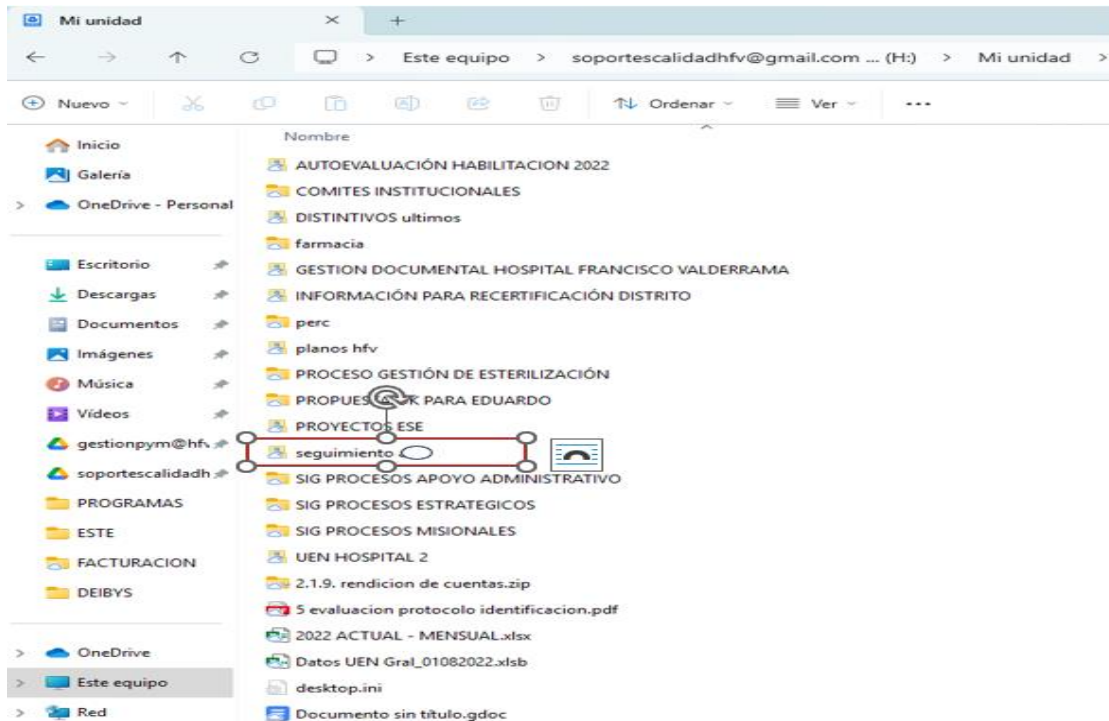 Mi unidad
Este equipo > soportescalidadhfv@gmail.com ... (H:) > Mi unidad >
Nuevo
Ordenar
Ver
Inicio
Galería
OneDrive - Personal
Escritorio
Descargas
Documentos
Imágenes
Música
Vídeos
gestionpym@hfv
soportescalidadh
PROGRAMAS
ESTE
FACTURACION
DEIBYS
OneDrive
Este equipo
Red
Nombre
AUTOEVALUACIÓN HABILITACION 2022
COMITES INSTITUCIONALES
DISTINTIVOS ultimos
farmacia
GESTION DOCUMENTAL HOSPITAL FRANCISCO VALDERRAMA
INFORMACIÓN PARA RECERTIFICACIÓN DISTRITO
perc
planos hfv
PROCESO GESTIÓN DE ESTERILIZACIÓN
PARA EDUARDO
PROYECTOS ESE
seguimiento
SIG PROCESOS APOYO ADMINISTRATIVO
SIG PROCESOS ESTRATEGICOS
SIG PROCESOS MISIONALES
UEN HOSPITAL 2
2.1.9. rendicion de cuentas.zip
5 evaluacion protocolo identificacion.pdf
2022 ACTUAL - MENSUAL.xlsx
Datos UEN Gral_01082022.xlsb
desktop.ini
Documento sin título.gdoc